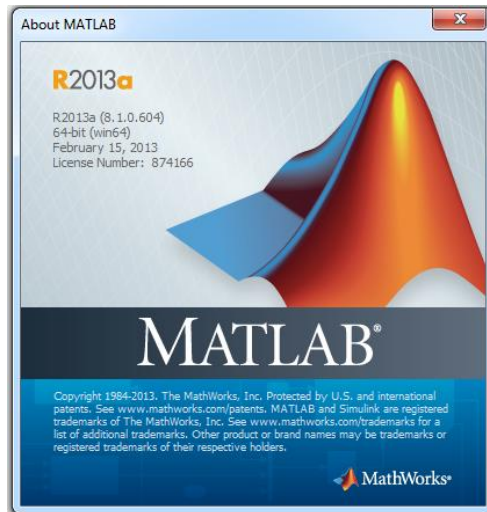 About MATLAB
R2013a
R2013a (8.1.0.604)
64-bit (win64)
February 15, 2013
License Number: 874166
MATLAB®
Copyright 1984-2013. The MathWorks, Inc. Protected by U.S. and international
patents. See www.mathworks.com/patents. MATLAB and Simulink are registered
trademarks of The MathWorks, Inc. See www.mathworks.com/trademarks for a
list of additional trademarks. Other product or brand names may be trademarks or
registered trademarks of their respective holders.
MathWorks®